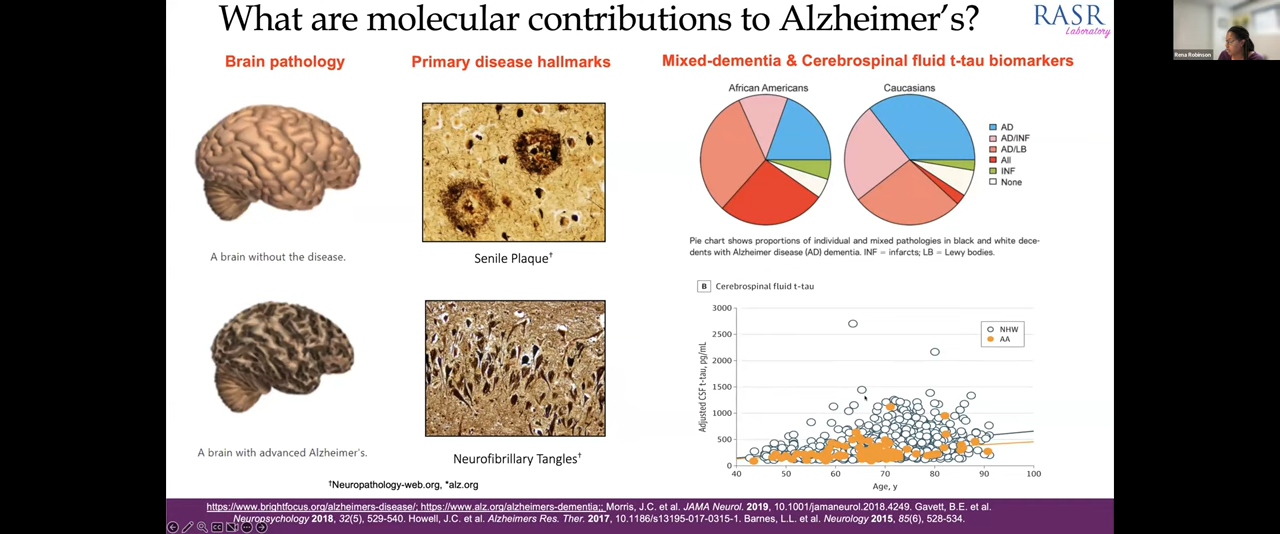 What are molecular contributions to Alzheimer's?
RASR
Laboratory
Rena Robinson
Brain pathology
Primary disease hallmarks
Mixed-dementia & Cerebrospinal fluid t-tau biomarkers
African Americans
Caucasians
AD
AD/INF
AD/LB
All
INF
None
A brain without the disease.
Senile Plaque†
Pie chart shows proportions of individual and mixed pathologies in black and white dece-
dents with Alzheimer disease (AD) dementia. INF = infarcts; LB = Lewy bodies.
B Cerebrospinal fluid t-tau
3000
2500
2000
1500
1000
500
0
Adjusted CSF t-tau, pg/mL
NHW
AA
40 50 60 70 80 90 100
Age, y
A brain with advanced Alzheimer's.
Neurofibrillary Tangles†
†Neuropathology-web.org, *alz.org
https://www.brightfocus.org/alzheimers-disease/; https://www.alz.org/alzheimers-dementia;; Morris, J.C. et al. JAMA Neurol. 2019, 10.1001/jamaneurol.2018.4249. Gavett, B.E. et al.
Neuropsychology 2018, 32(5), 529-540. Howell, J.C. et al. Alzheimers Res. Ther. 2017, 10.1186/s13195-017-0315-1. Barnes, L.L. et al. Neurology 2015, 85(6), 528-534.